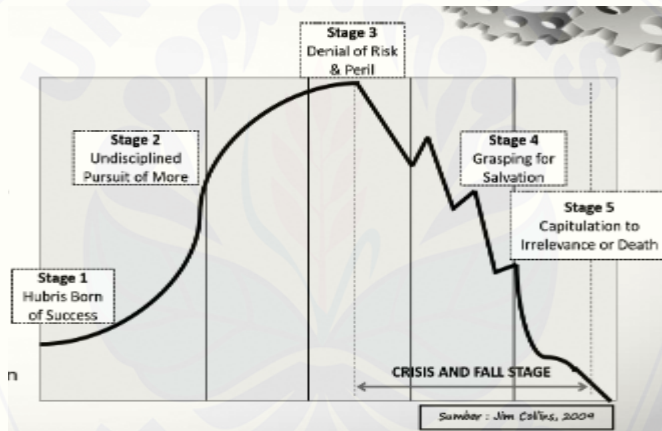 Stage 3
Denial of Risk
& Peril
Stage 2
Undisciplined
Pursuit of More
Stage 4
Grasping for
Salvation
Stage 5
Capitulation to
Irrelevance or Death
Stage 1
Hubris Born
of Success
n
CRISIS AND FALL STAGE
Sumber : Jim Collins, 2009